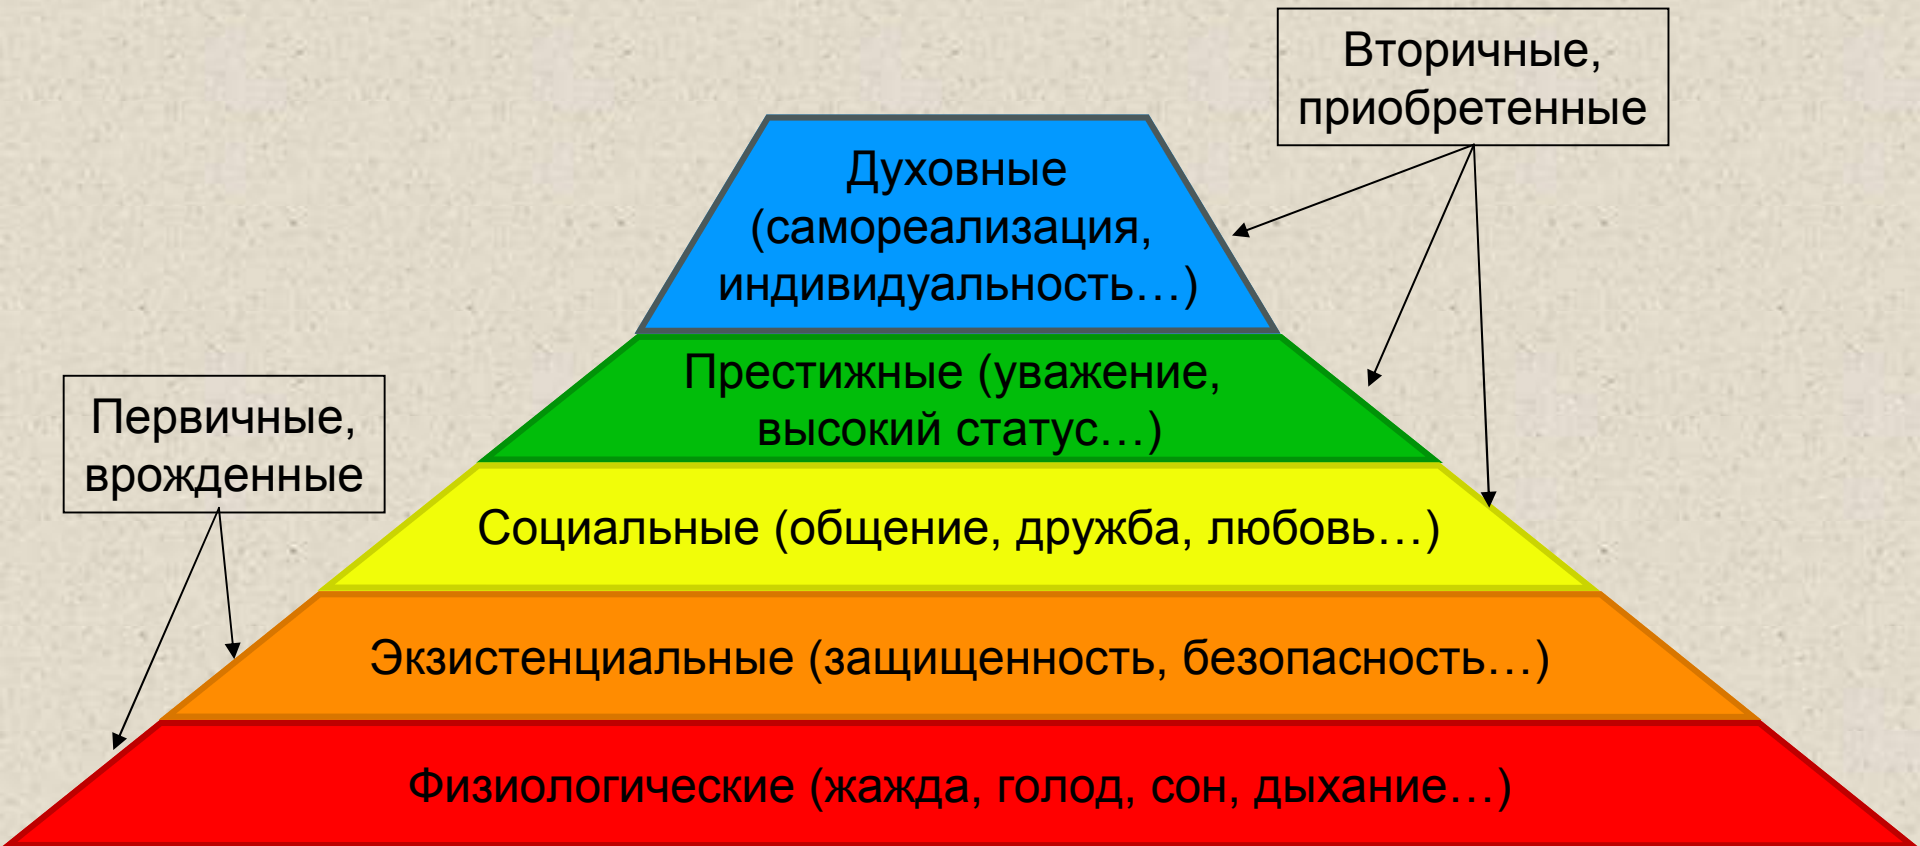 Вторичные,
приобретенные
Духовные
(самореализация,
индивидуальность…)
Престижные (уважение,
высокий статус…)
Первичные,
врожденные
Социальные (общение, дружба, любовь…)
Экзистенциальные (защищенность, безопасность…)
Физиологические (жажда, голод, сон, дыхание…)